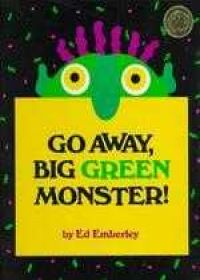 GO AWAY,
BIG GREEN
MONSTER!
by Ed Emberley